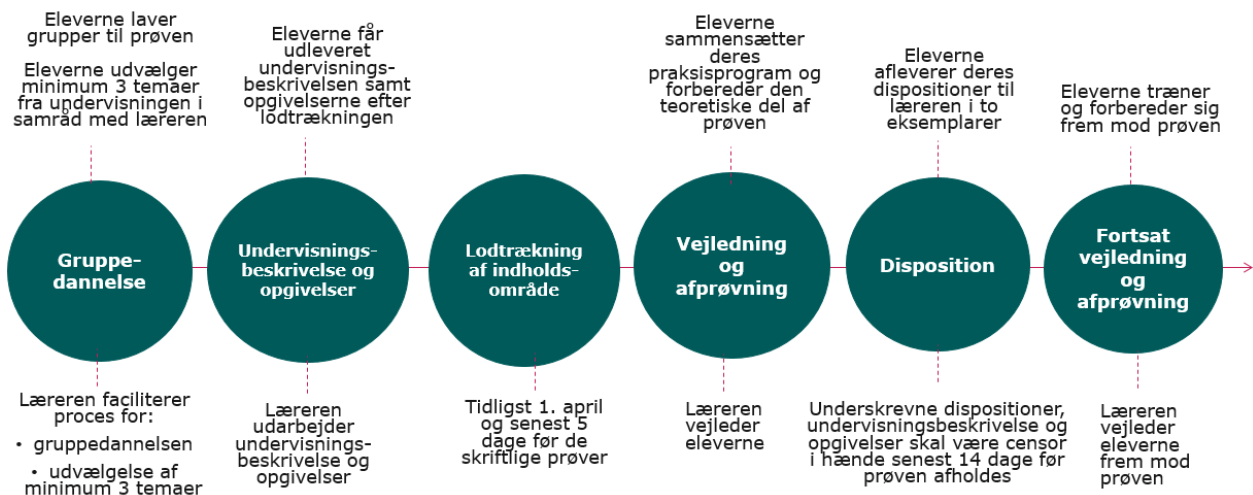 Eleverne laver
grupper til prøven
Eleverne udvælger
minimum 3 temaer
fra undervisningen i
samråd med læreren
Eleverne får
udleveret
undervisnings-
beskrivelsen samt
opgivelserne efter
lodtrækningen
Eleverne
sammensætter
deres
praksisprogram og
forbereder den
teoretiske del af
prøven
Eleverne
afleverer deres
dispositioner til
læreren i to
eksemplarer
Eleverne træner
og forbereder sig
frem mod prøven
Gruppe-
dannelse
Undervisnings-
beskrivelse og
opgivelser
Lodtrækning
af indholds-
område
Vejledning
og
afprøvning
Disposition
Fortsat
vejledning
og
afprøvning
Læreren faciliterer
proces for:
• gruppedannelsen
• udvælgelse af
minimum 3 temaer
Læreren
udarbejder
undervisnings-
beskrivelse og
opgivelser
Tidligst 1. april
og senest 5
dage før de
skriftlige prøver
Læreren
vejleder
eleverne
Underskrevne dispositioner,
undervisningsbeskrivelse og
opgivelser skal være censor
i hænde senest 14 dage før
prøven afholdes
Læreren
vejleder
eleverne
frem mod
prøven